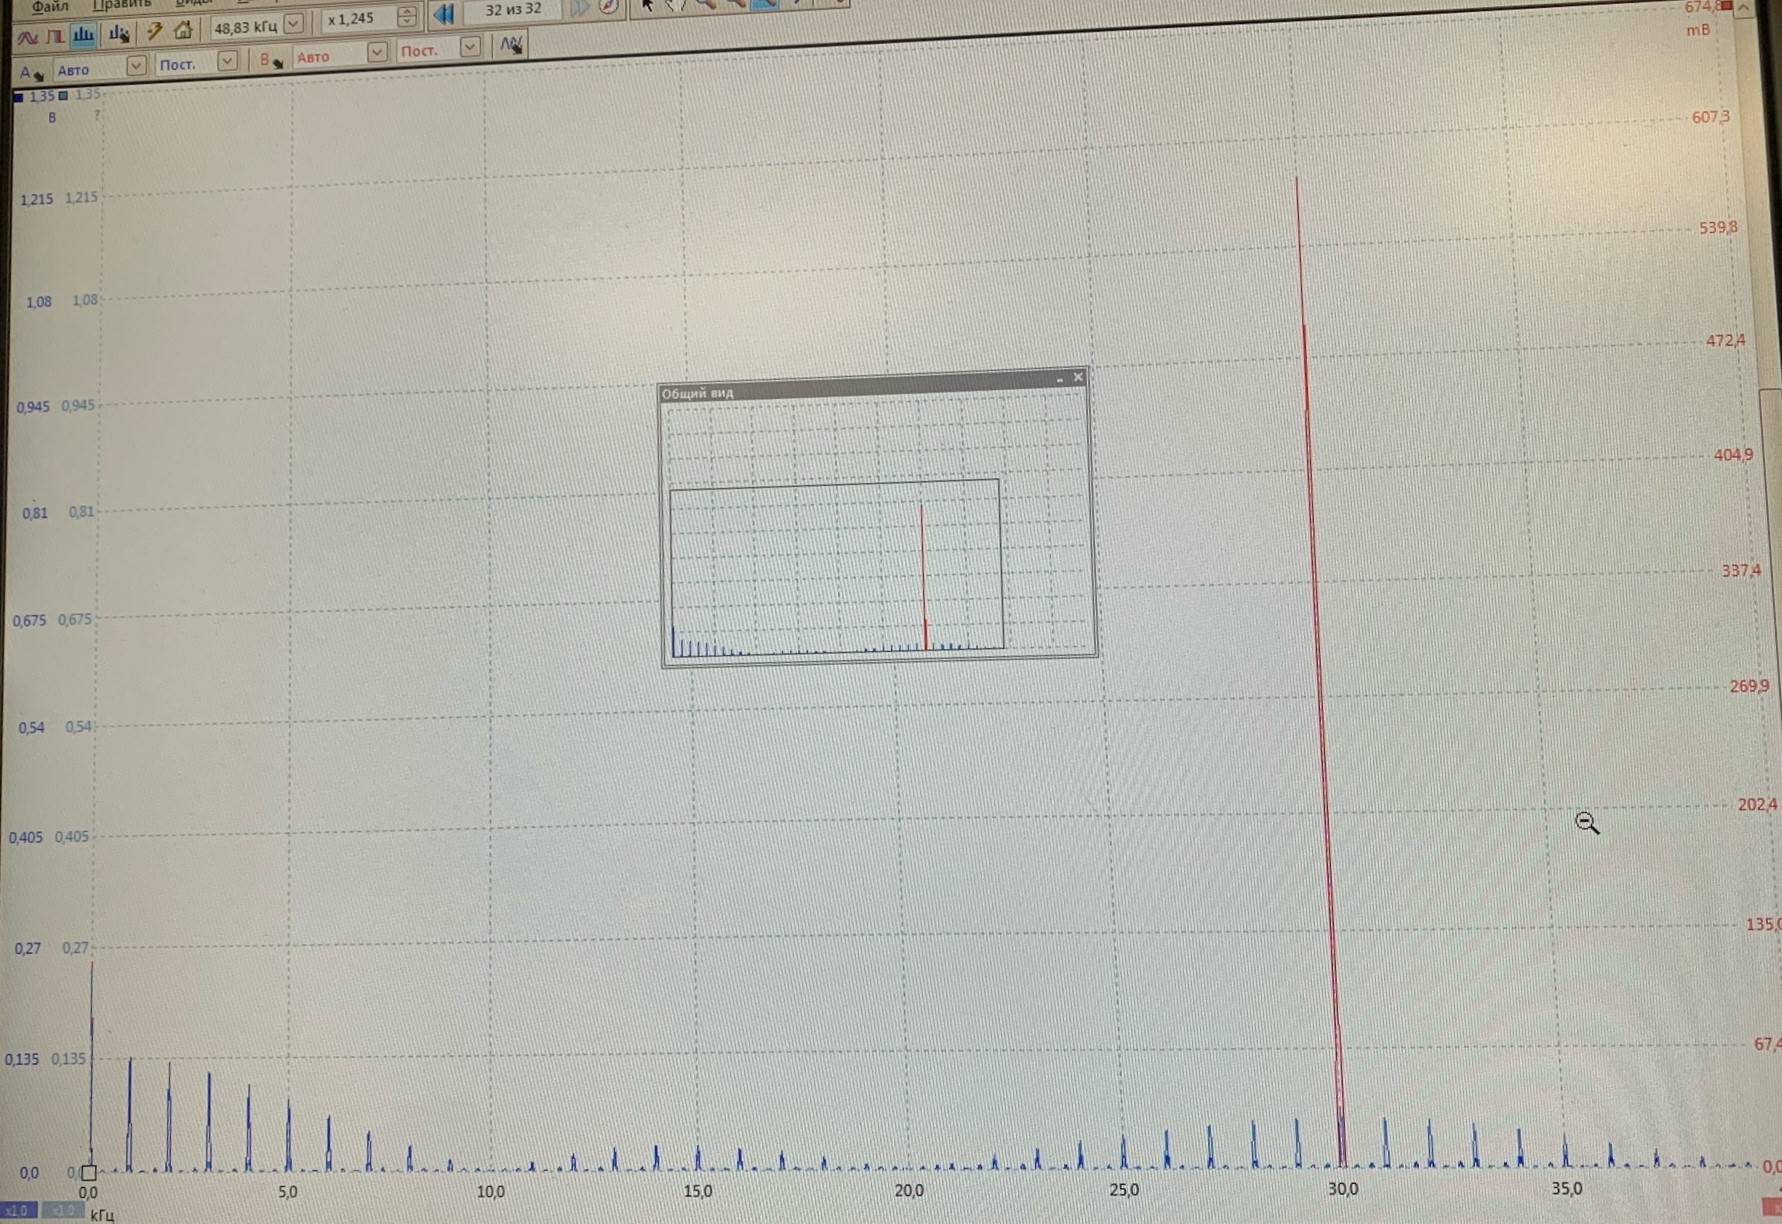 Файл Править Виды
48,83 кГц x 1,245 32 из 32
A Авто Пост. B Авто Пост.
1,35 1,35 674,8
В ? mВ
607,3
1,215 1,215
539,8
1,08 1,08
472,4
Общий вид
0,945 0,945
404,9
0,81 0,81
337,4
0,675 0,675
269,9
0,54 0,54
202,4
0,405 0,405
135,0
0,27 0,27
67,4
0,135 0,135
0,0
0,0
0,0 5,0 10,0 15,0 20,0 25,0 30,0 35,0
x1.0 x1.0 кГц